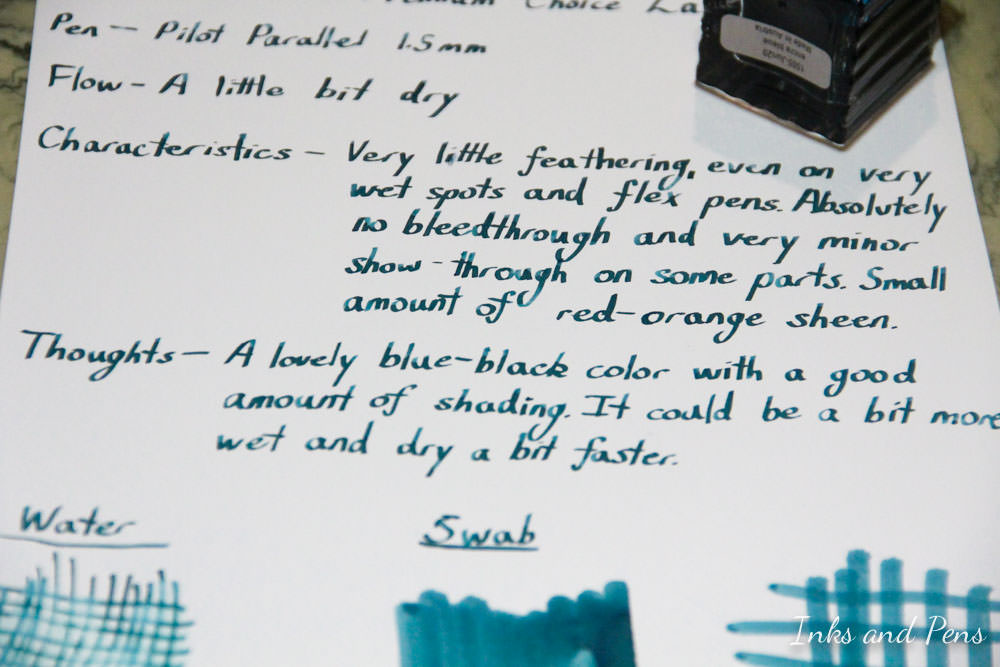 Choice
Pen — Pilot Parallel 1.5mm
Flow - A little bit dry
Characteristics — Very little feathering, even on very
wet spots and flex pens. Absolutely
no bleedthrough and very minor
show-through on some parts. Small
amount of red-orange sheen.
Thoughts — A lovely blue-black color with a good
amount of shading. It could be a bit more
wet and dry a bit faster.
Water
Swab
Made in Austria
Inks and Pens